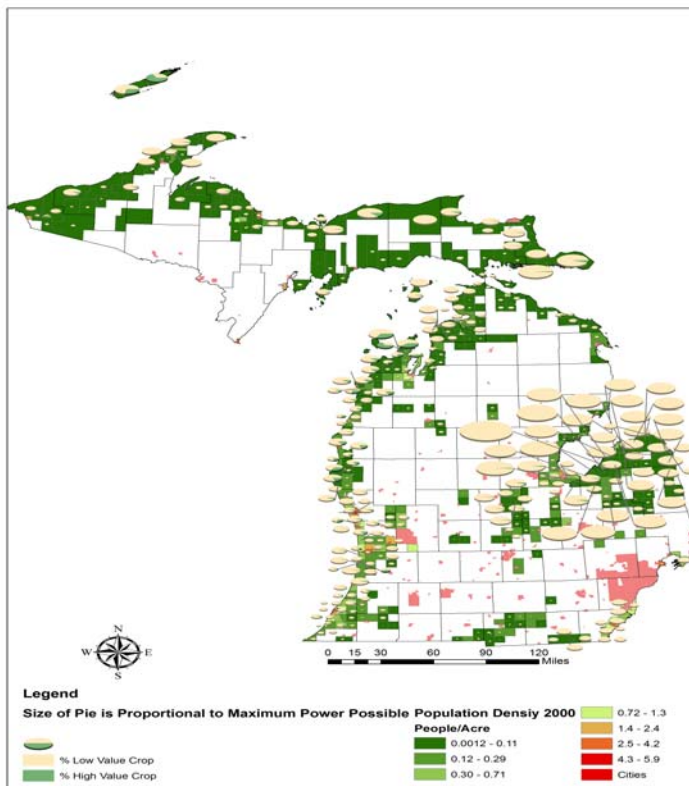 N
W E
S
0 15 30 60 90 120
Miles
Legend
Size of Pie is Proportional to Maximum Power Possible
% Low Value Crop
% High Value Crop
Population Densiy 2000
People/Acre
0.0012 - 0.11
0.12 - 0.29
0.30 - 0.71
0.72 - 1.3
1.4 - 2.4
2.5 - 4.2
4.3 - 5.9
Cities